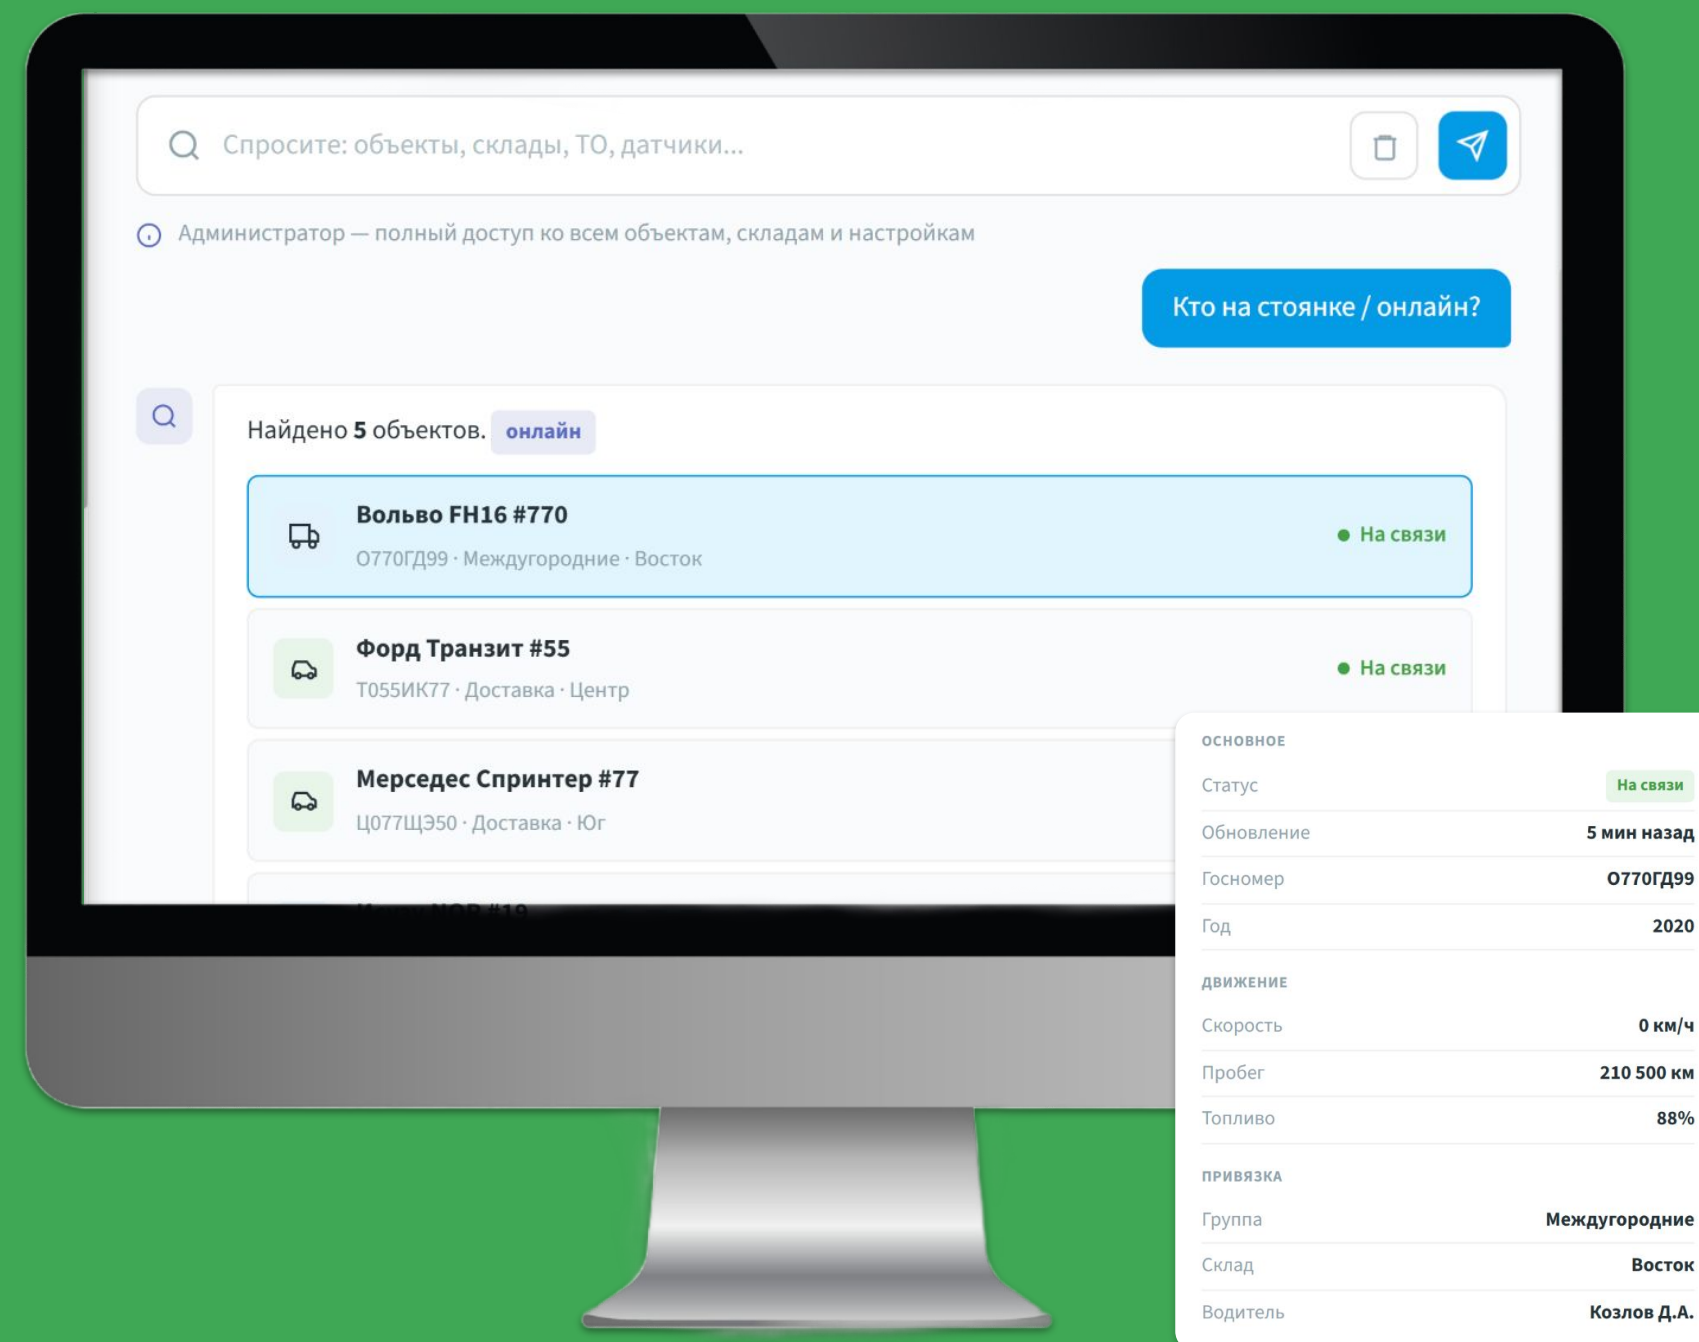 Спросите: объекты, склады, ТО, датчики...
Администратор — полный доступ ко всем объектам, складам и настройкам
Кто на стоянке / онлайн?
Найдено 5 объектов. онлайн
Вольво FH16 #770
О770ГД99 · Междугородние · Восток
На связи
Форд Транзит #55
Т055ИК77 · Доставка · Центр
На связи
Мерседес Спринтер #77
Ц077ЩЭ50 · Доставка · Юг
#19
ОСНОВНОЕ
Статус На связи
Обновление 5 мин назад
Госномер О770ГД99
Год 2020
ДВИЖЕНИЕ
Скорость 0 км/ч
Пробег 210 500 км
Топливо 88%
ПРИВЯЗКА
Группа Междугородние
Склад Восток
Водитель Козлов Д.А.